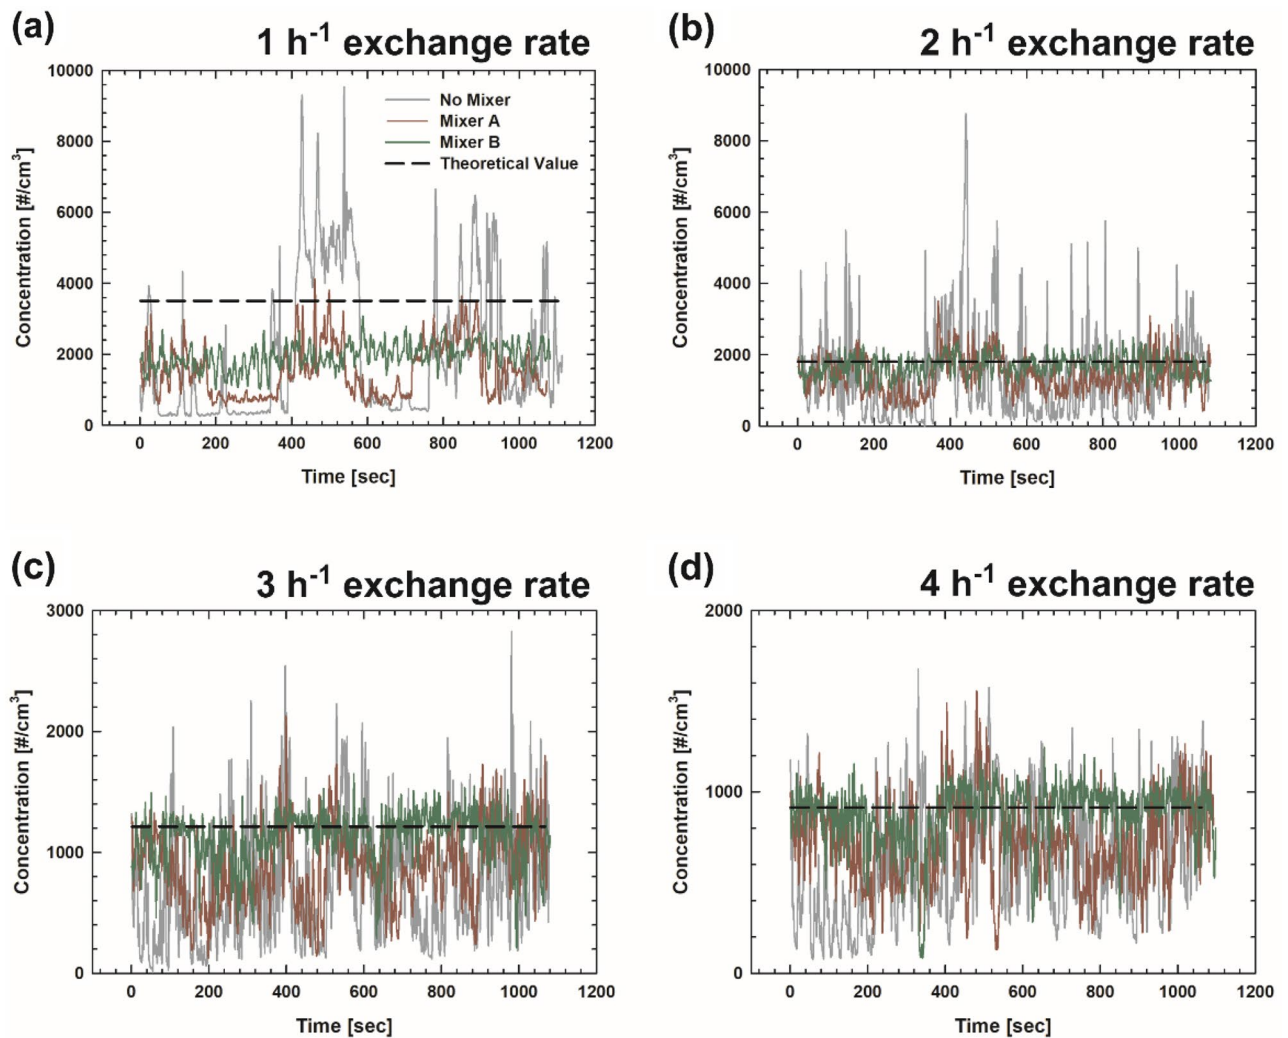 (a)
1 h-1 exchange rate
10000
8000
6000
4000
2000
0
Concentration [#/cm3]
No Mixer
Mixer A
Mixer B
Theoretical Value
0 200 400 600 800 1000 1200
Time [sec]
(b)
2 h-1 exchange rate
10000
8000
6000
4000
2000
0
Concentration [#/cm3]
0 200 400 600 800 1000 1200
Time [sec]
(c)
3 h-1 exchange rate
3000
2000
1000
0
Concentration [#/cm3]
0 200 400 600 800 1000 1200
Time [sec]
(d)
4 h-1 exchange rate
2000
1000
0
Concentration [#/cm3]
0 200 400 600 800 1000 1200
Time [sec]